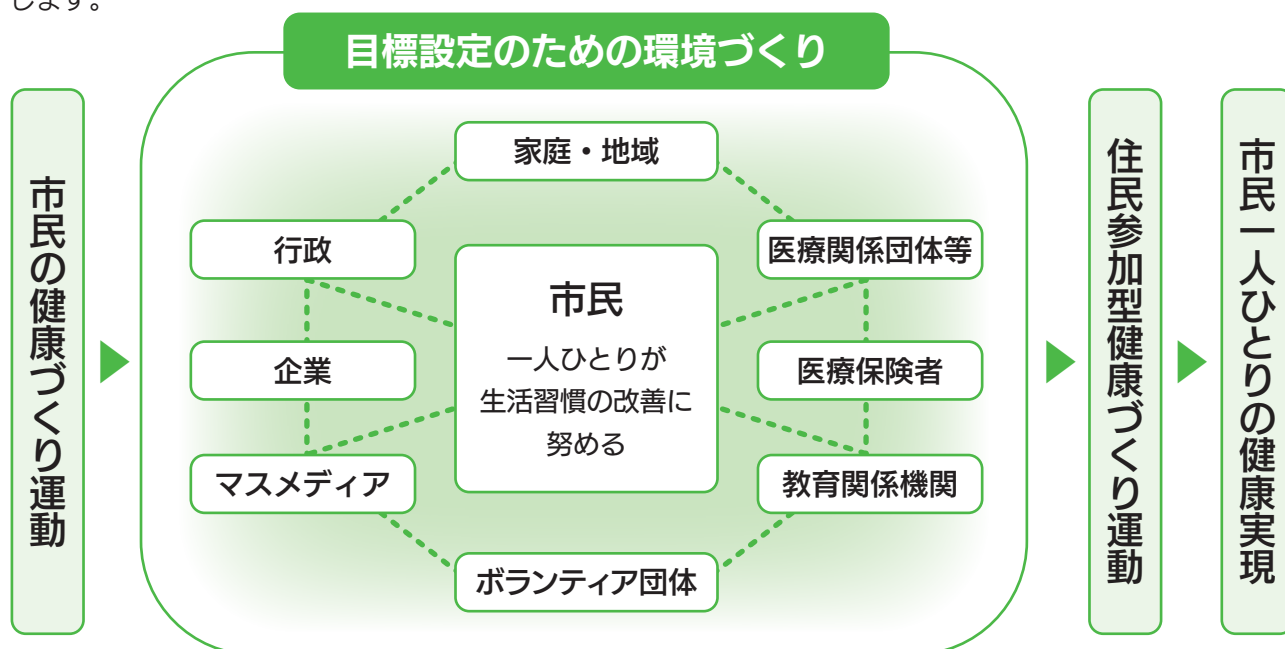 します。
目標設定のための環境づくり
市民の健康づくり運動
家庭・地域
行政
医療関係団体等
市民
一人ひとりが
生活習慣の改善に
努める
企業
医療保険者
マスメディア
教育関係機関
ボランティア団体
住民参加型健康づくり運動
市民一人ひとりの健康実現